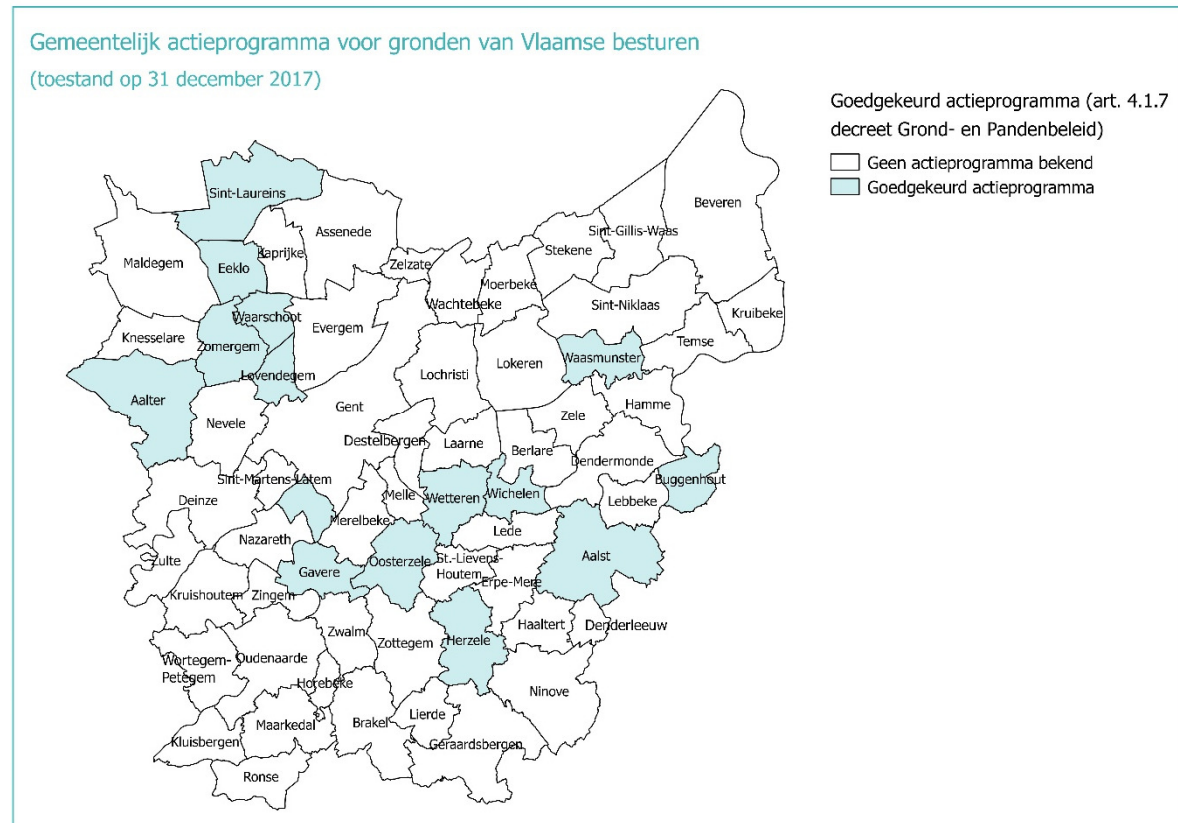 Gemeentelijk actieprogramma voor gronden van Vlaamse besturen
(toestand op 31 december 2017)
Goedgekeurd actieprogramma (art. 4.1.7
decreet Grond- en Pandenbeleid)
Geen actieprogramma bekend
Goedgekeurd actieprogramma
Sint-Laureins
Beveren
Assenede
Sint-Gillis-Waas
Stekene
Kaprijke
Maldegem
Eeklo
Zelzate
Moerbeke
Wachtebeke
Sint-Niklaas
Kruibeke
Waarschoot
Evergem
Knesselare
Zomergem
Temse
Waasmunster
Lokeren
Lovendegem
Lochristi
Aalter
Gent
Hamme
Zele
Nevele
Destelbergen
Laarne
Berlare
Dendermonde
Sint-Martens-Latem
Buggenhout
Deinze
Melle
Wetteren
Wichelen
Lebbeke
Merelbeke
Lede
Nazareth
Aalst
Zulte
Oosterzele
St.-Lievens-
Houtem
Gavere
Erpe-Mere
Kruishoutem
Zingem
Haaltert
Denderleeuw
Zwalm
Zottegem
Herzele
Oudenaarde
Wortegem-
Petegem
Horebeke
Ninove
Lierde
Maarkedal
Brakel
Kluisbergen
Geraardsbergen
Ronse